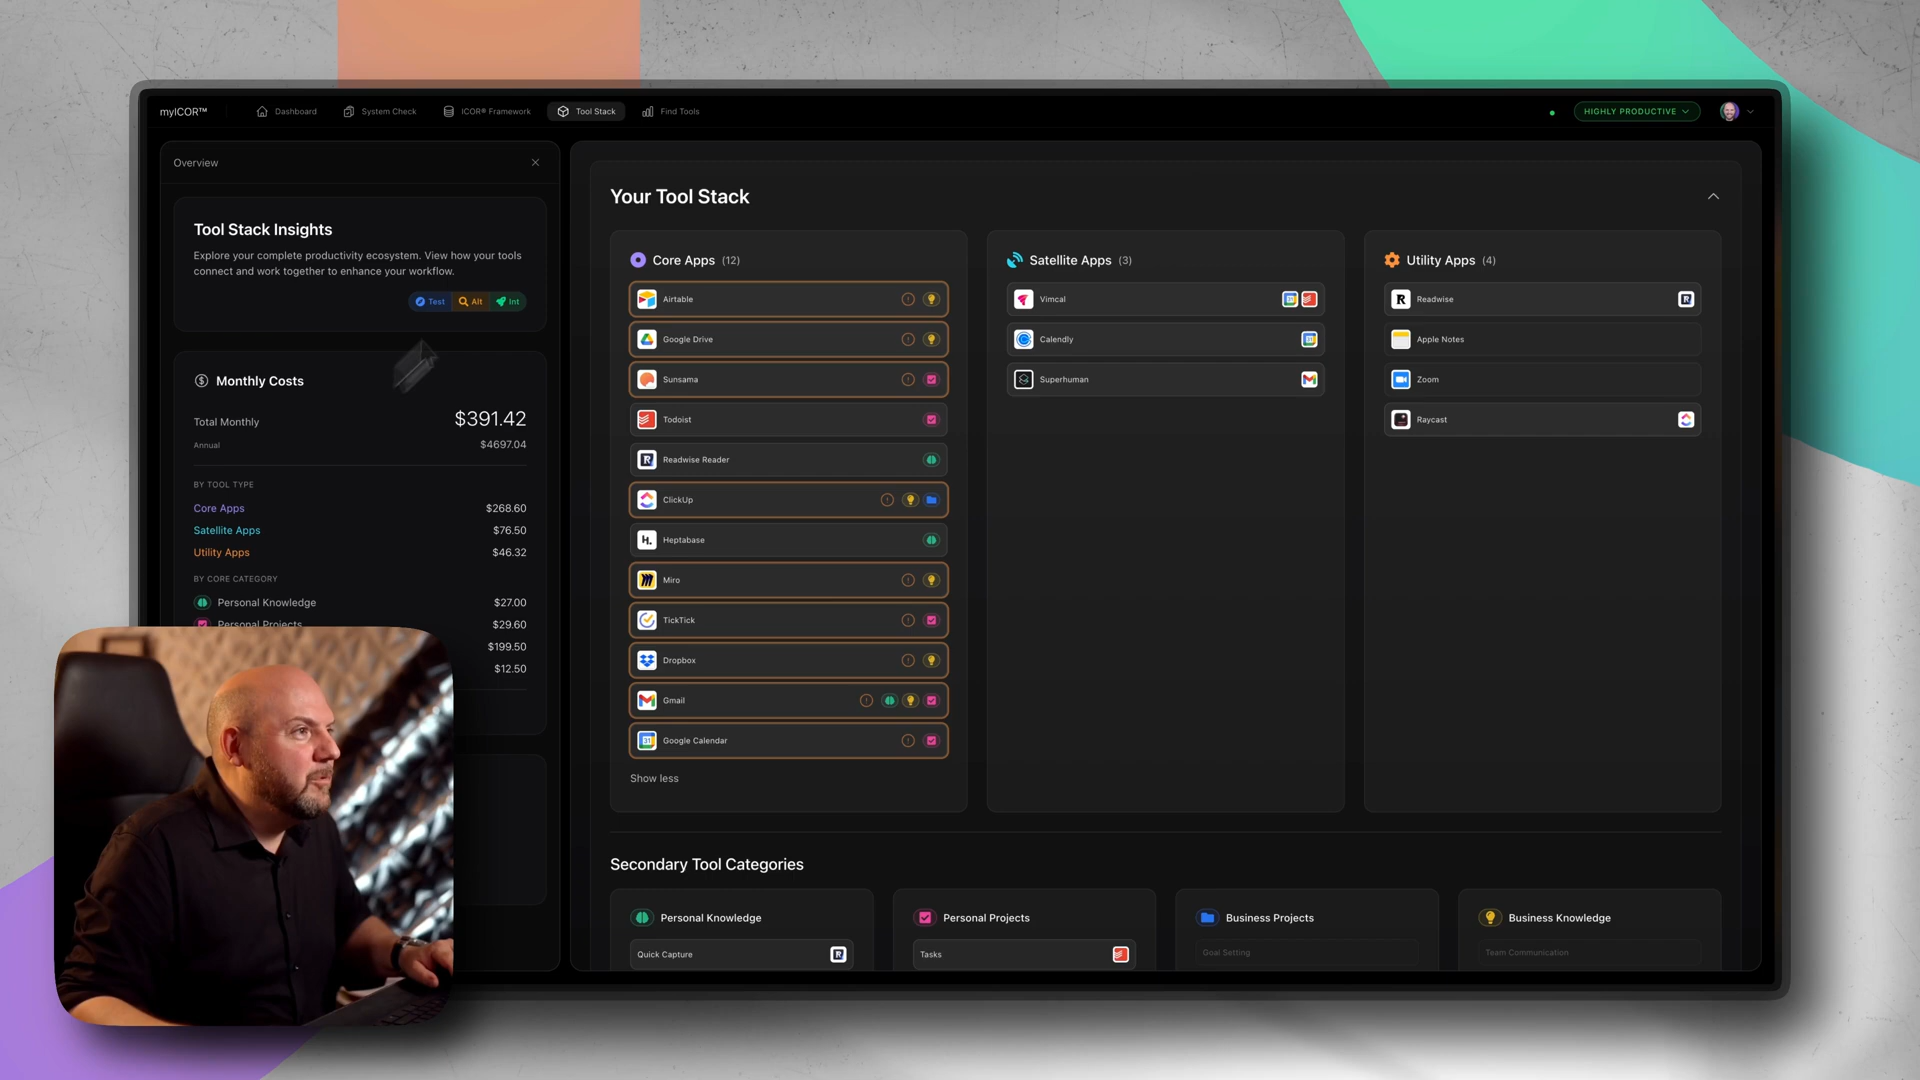 myICOR™
Dashboard
System Check
ICOR® Framework
Tool Stack
Find Tools
HIGHLY PRODUCTIVE
Overview
Tool Stack Insights
Explore your complete productivity ecosystem. View how your tools
connect and work together to enhance your workflow.
Test
Alt
Int
Monthly Costs
Total Monthly $391.42
Annual $4697.04
BY TOOL TYPE
Core Apps $268.60
Satellite Apps $76.50
Utility Apps $46.32
BY CORE CATEGORY
Personal Knowledge $27.00
Personal Projects $29.60
$199.50
$12.50
Your Tool Stack
Core Apps (12)
Airtable
Google Drive
Sunsama
Todoist
Readwise Reader
ClickUp
Heptabase
Miro
TickTick
Dropbox
Gmail
Google Calendar
Show less
Satellite Apps (3)
Vimcal
Calendly
Superhuman
Utility Apps (4)
Readwise
Apple Notes
Zoom
Raycast
Secondary Tool Categories
Personal Knowledge
Quick Capture
Personal Projects
Tasks
Business Projects
Goal Setting
Business Knowledge
Team Communication